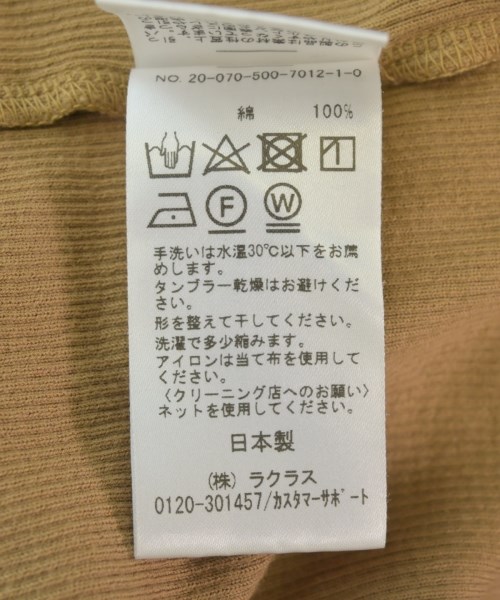 NO. 20-070-500-7012-1-0
綿 100%
1
F W
手洗いは水温30℃以下をお薦
めします。
タンブラー乾燥はお避けくださ
い。
形を整えて干してください。
洗濯で多少縮みます。
アイロンは当て布を使用して
ください。
〈クリーニング店へのお願い〉
ネットを使用してください。
日本製
(株) ラクラス
0120-301457/カスタマーサポート